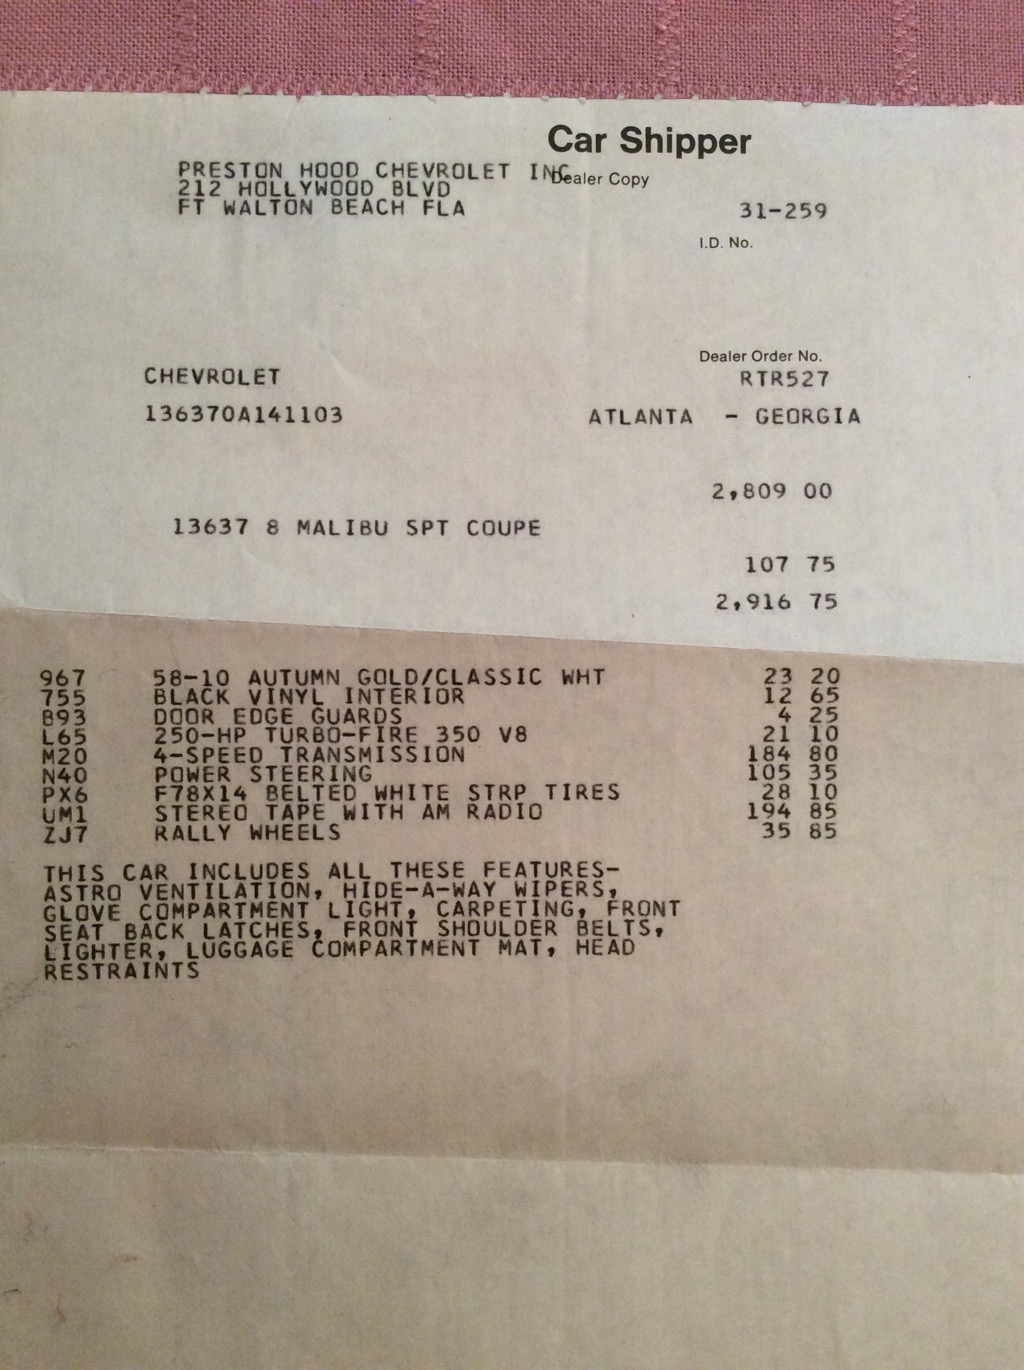 Car Shipper
PRESTON HOOD CHEVROLET INC
Dealer Copy
212 HOLLYWOOD BLVD
FT WALTON BEACH FLA
31-259
I.D. No.
Dealer Order No.
CHEVROLET RTR527
136370A141103 ATLANTA - GEORGIA
2,809 00
13637 8 MALIBU SPT COUPE
107 75
2,916 75
967 58-10 AUTUMN GOLD/CLASSIC WHT 23 20
755 BLACK VINYL INTERIOR 12 65
B93 DOOR EDGE GUARDS 4 25
L65 250-HP TURBO-FIRE 350 V8 21 10
M20 4-SPEED TRANSMISSION 184 80
N40 POWER STEERING 105 35
PX6 F78X14 BELTED WHITE STRP TIRES 28 10
UM1 STEREO TAPE WITH AM RADIO 194 85
ZJ7 RALLY WHEELS 35 85
THIS CAR INCLUDES ALL THESE FEATURES-
ASTRO VENTILATION, HIDE-A-WAY WIPERS,
GLOVE COMPARTMENT LIGHT, CARPETING, FRONT
SEAT BACK LATCHES, FRONT SHOULDER BELTS,
LIGHTER, LUGGAGE COMPARTMENT MAT, HEAD
RESTRAINTS